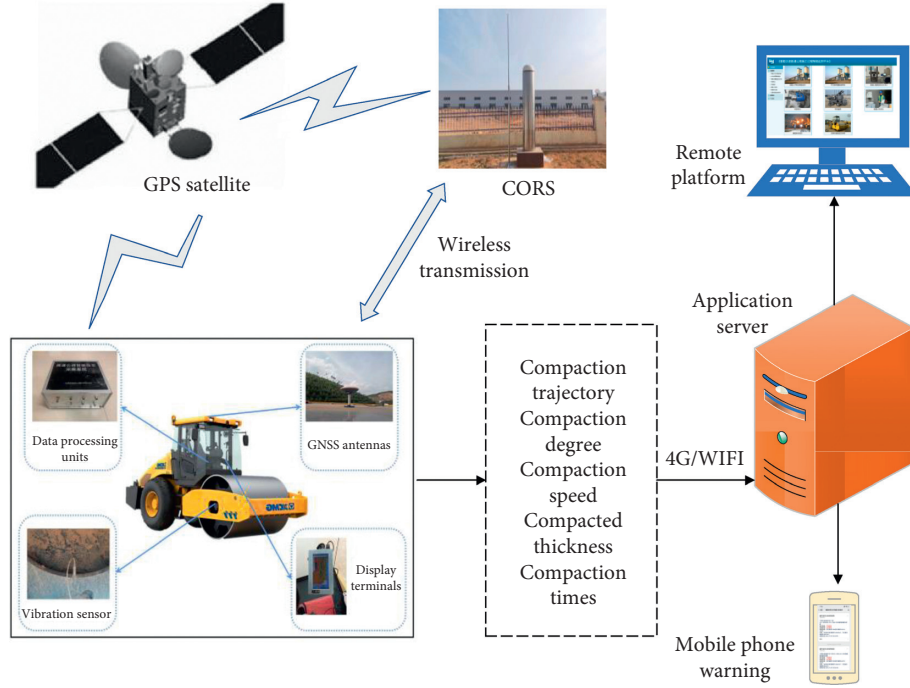 GPS satellite
CORS
Wireless
transmission
Remote
platform
Application
server
Data processing
units
GNSS antennas
Vibration sensor
Display
terminals
XCMG
Compaction
trajectory
Compaction
degree
Compaction
speed
Compacted
thickness
Compaction
times
4G/WIFI
Mobile phone
warning